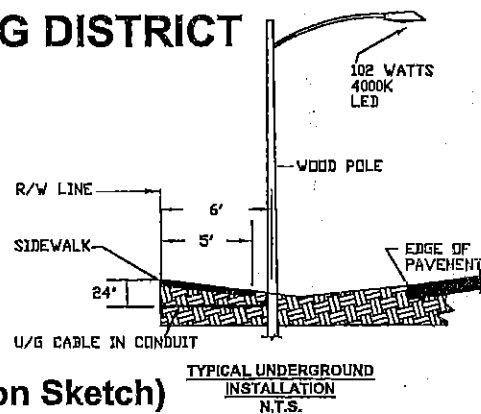 G DISTRICT
102 WATTS
4000K
LED
WOOD POLE
R/W LINE
6'
5'
SIDEWALK
EDGE OF
PAVEMENT
24"
U/G CABLE IN CONDUIT
TYPICAL UNDERGROUND
INSTALLATION
N.T.S.
on Sketch)